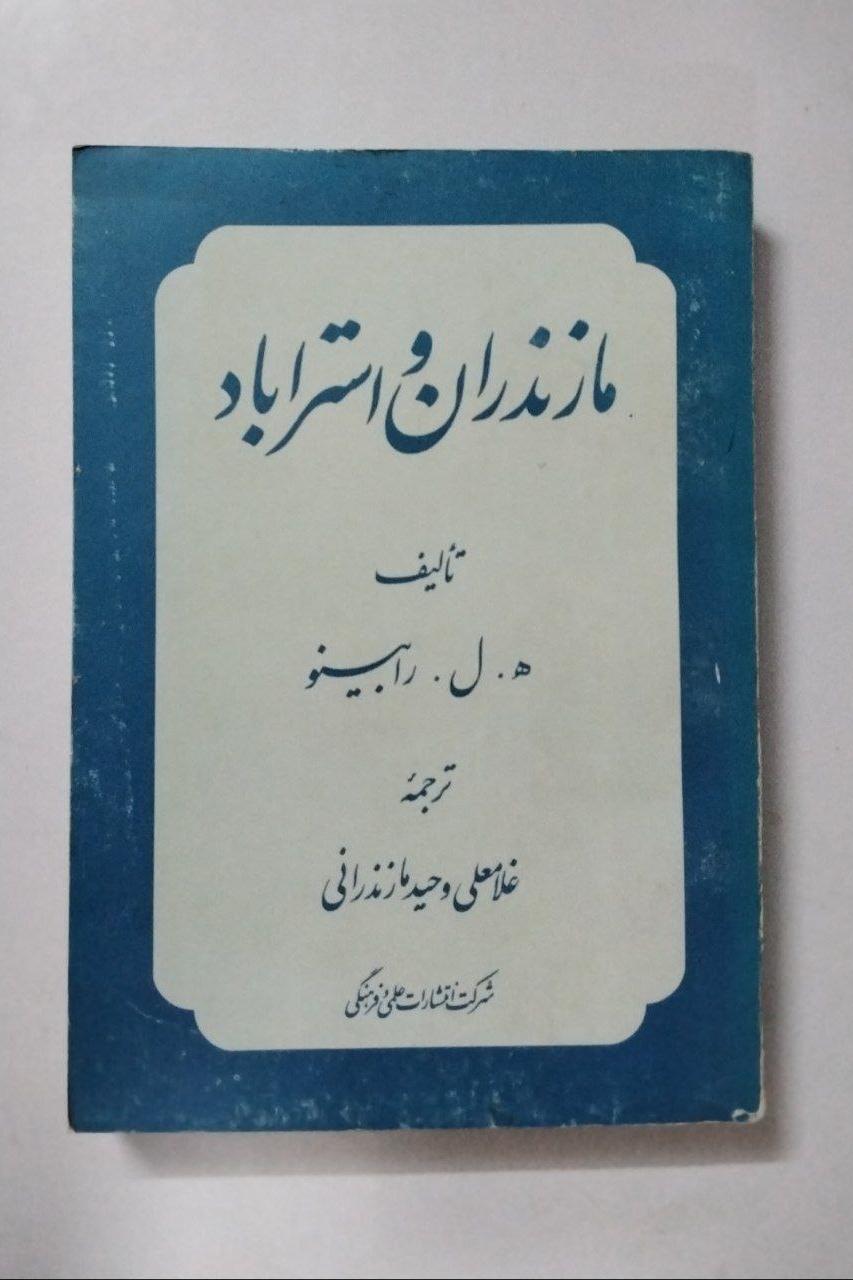 مازندران و استراباد
تألیف
ه. ل. رابینو
ترجمهٔ
غلامعلی وحید مازندرانی
شرکت انتشارات علمی و فرهنگی